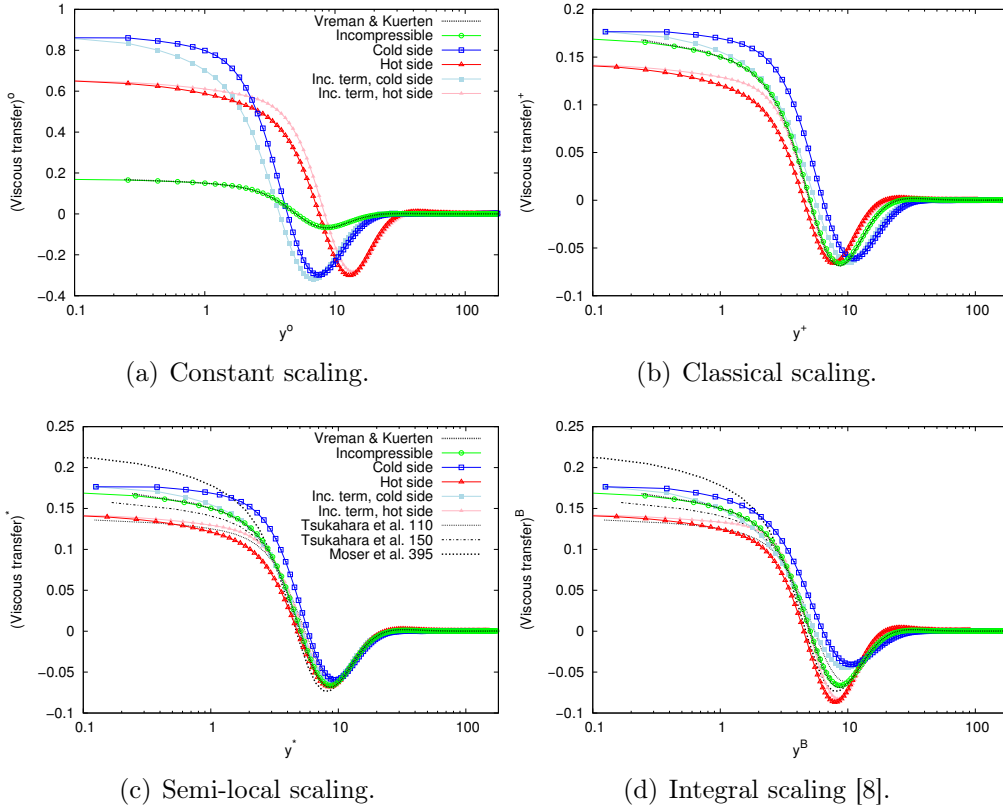 1
0.8
0.6
0.4
0.2
0
−0.2
−0.4
(Viscous transfer)°
0.1 1 10 100
y°
Vreman & Kuerten
Incompressible
Cold side
Hot side
Inc. term, cold side
Inc. term, hot side
(a) Constant scaling.
0.2
0.15
0.1
0.05
0
−0.05
−0.1
(Viscous transfer)+
0.1 1 10 100
y+
(b) Classical scaling.
0.25
0.2
0.15
0.1
0.05
0
−0.05
−0.1
(Viscous transfer)*
0.1 1 10 100
y*
Vreman & Kuerten
Incompressible
Cold side
Hot side
Inc. term, cold side
Inc. term, hot side
Tsukahara et al. 110
Tsukahara et al. 150
Moser et al. 395
(c) Semi-local scaling.
0.25
0.2
0.15
0.1
0.05
0
−0.05
−0.1
(Viscous transfer)B
0.1 1 10 100
yB
(d) Integral scaling [8].